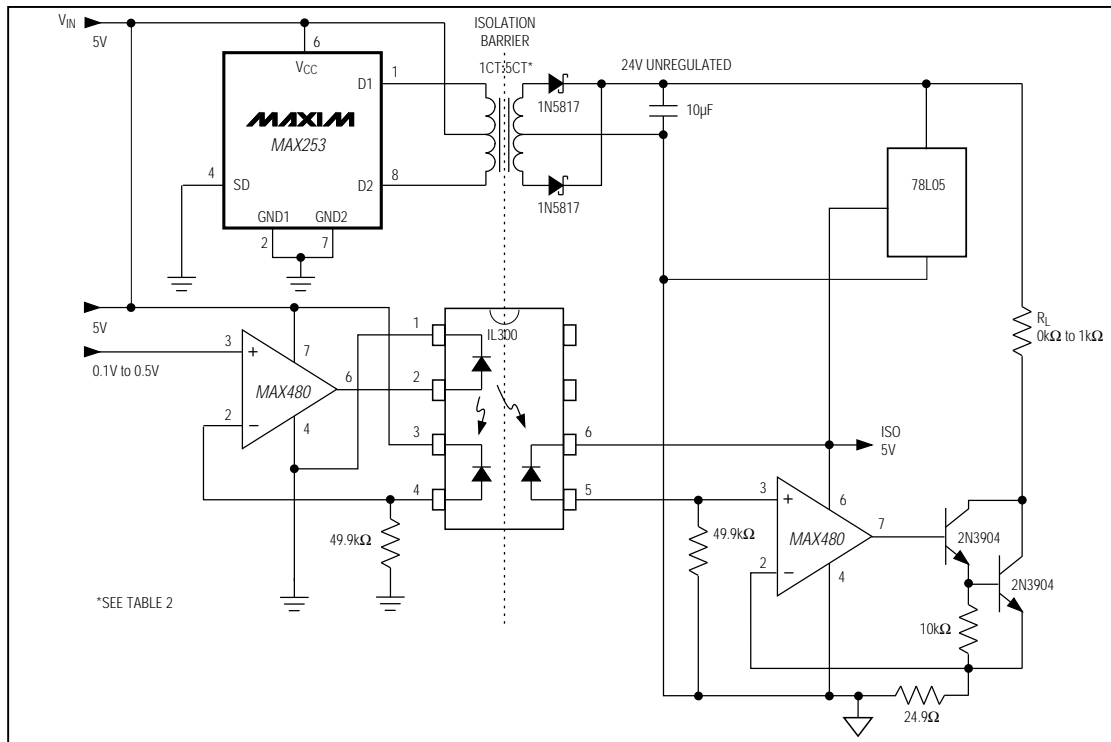 VIN
5V
6
VCC
D1
1
MAXIM
MAX253
4
SD
D2
8
GND1
GND2
2
7
ISOLATION
BARRIER
1CT:5CT*
1N5817
24V UNREGULATED
10µF
1N5817
78L05
5V
0.1V to 0.5V
3
+
7
MAX480
6
2
−
4
49.9kΩ
1
IL300
2
3
4
6
5
ISO
5V
RL
0kΩ to 1kΩ
49.9kΩ
3
+
6
MAX480
7
2
−
4
2N3904
2N3904
10kΩ
24.9Ω
*SEE TABLE 2